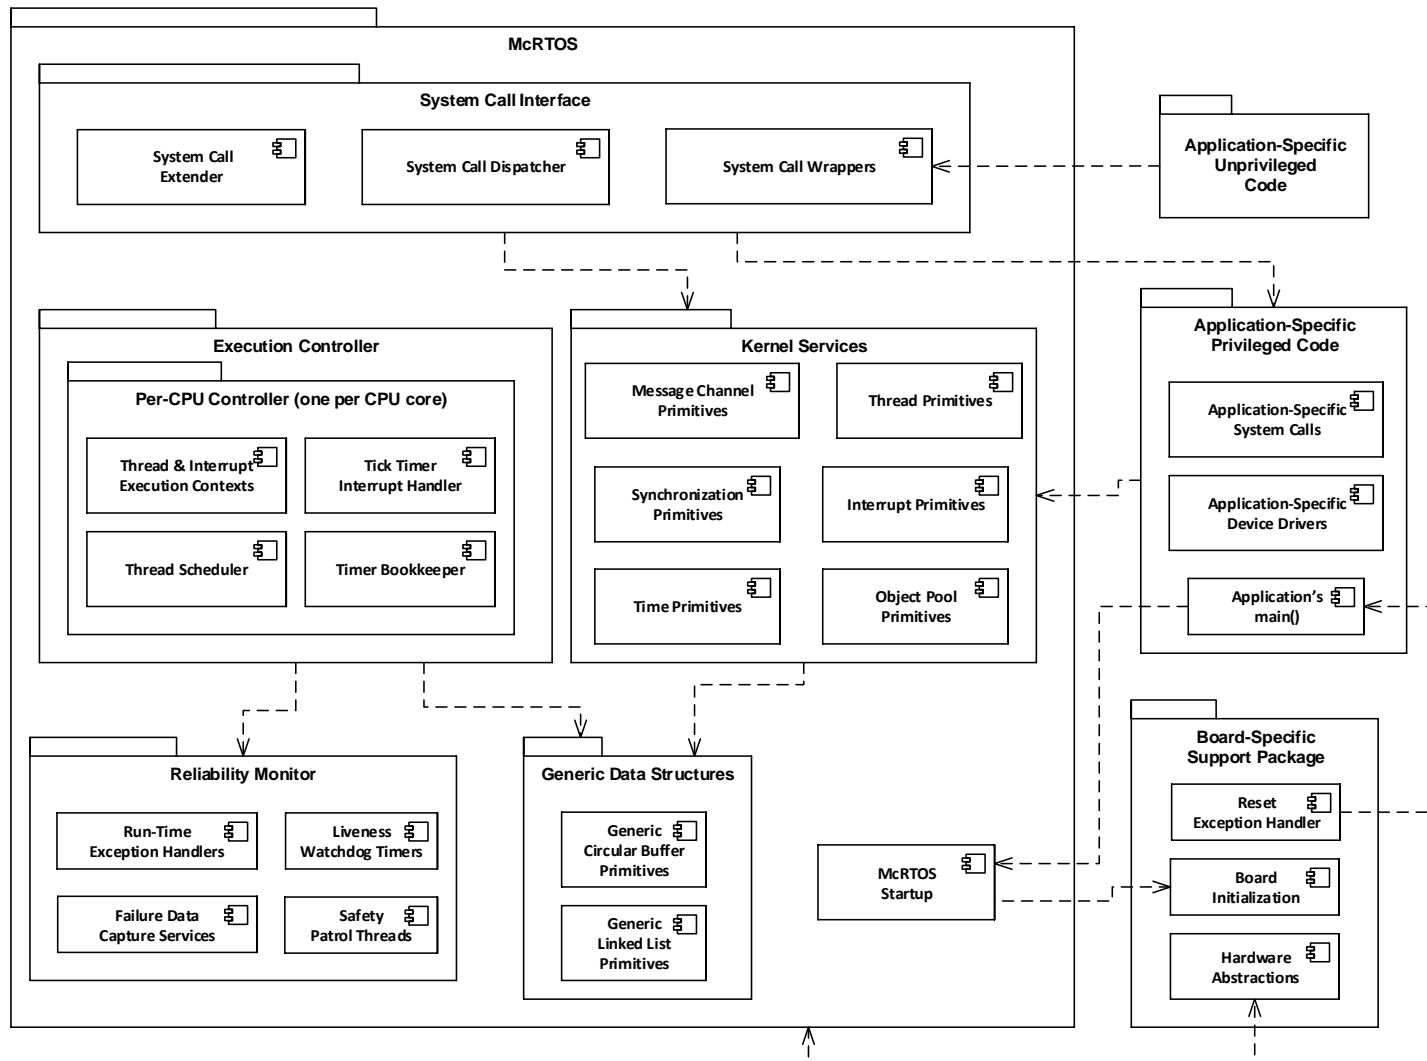 McRTOS
System Call Interface
System Call
Extender
System Call Dispatcher
System Call Wrappers
Application-Specific
Unprivileged
Code
Execution Controller
Per-CPU Controller (one per CPU core)
Thread & Interrupt
Execution Contexts
Tick Timer
Interrupt Handler
Thread Scheduler
Timer Bookkeeper
Kernel Services
Message Channel
Primitives
Thread Primitives
Synchronization
Primitives
Interrupt Primitives
Time Primitives
Object Pool
Primitives
Application-Specific
Privileged Code
Application-Specific
System Calls
Application-Specific
Device Drivers
Application’s
main()
Reliability Monitor
Run-Time
Exception Handlers
Liveness
Watchdog Timers
Failure Data
Capture Services
Safety
Patrol Threads
Generic Data Structures
Generic
Circular Buffer
Primitives
Generic
Linked List
Primitives
McRTOS
Startup
Board-Specific
Support Package
Reset
Exception Handler
Board
Initialization
Hardware
Abstractions